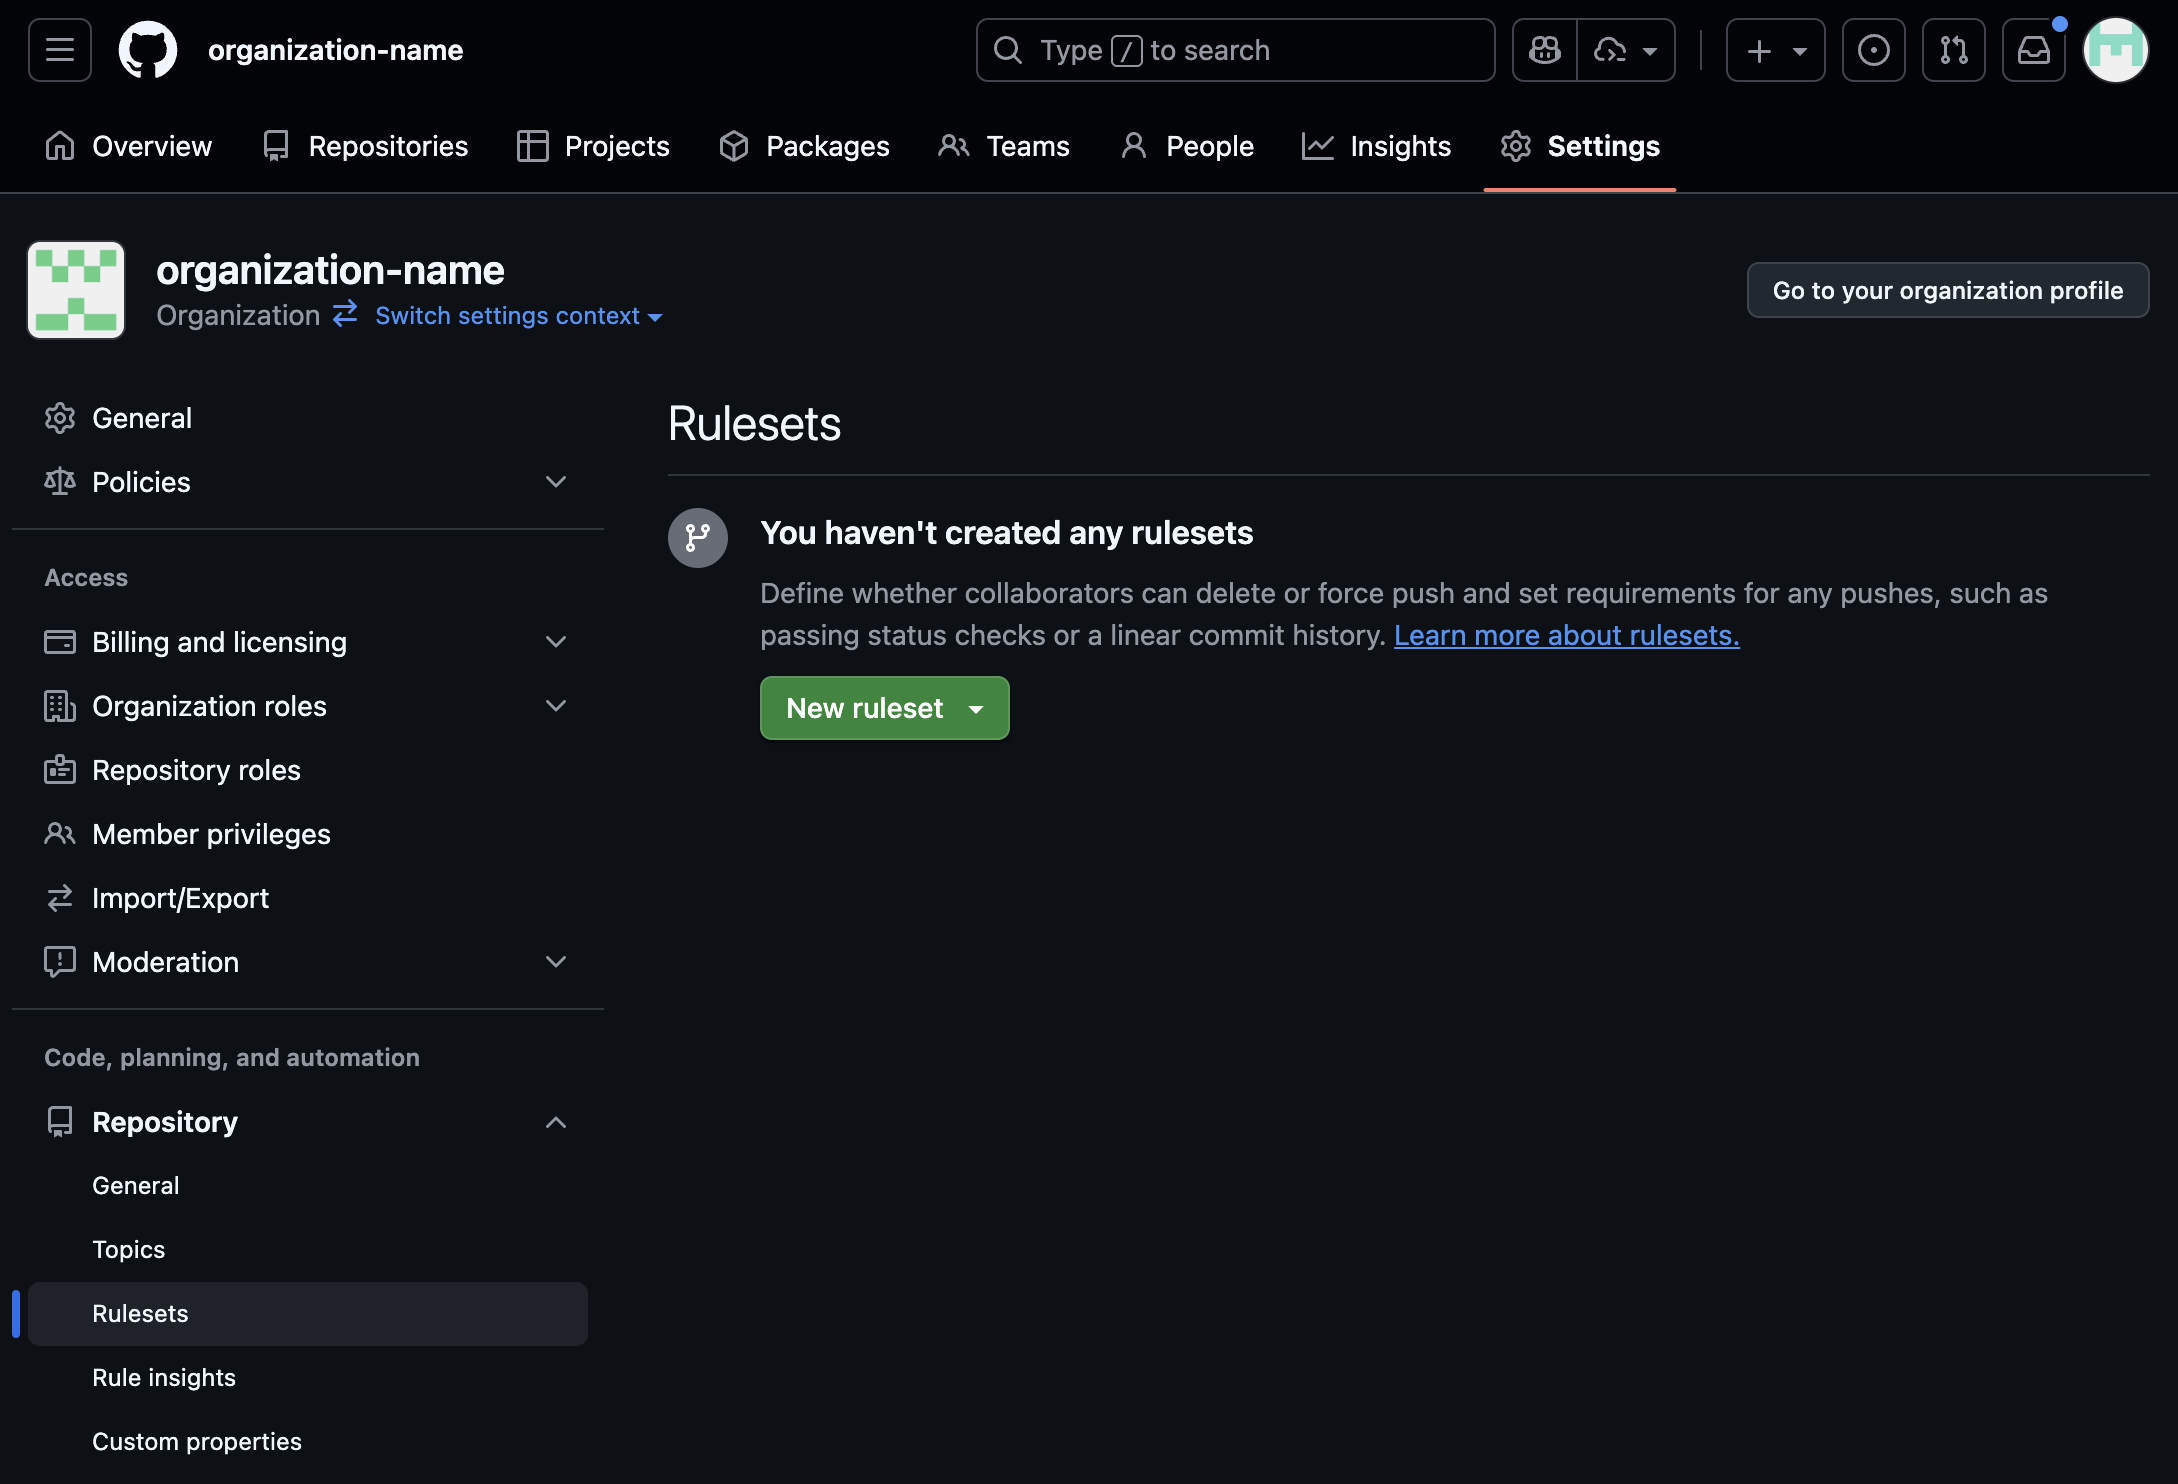 organization-name
Type / to search
Overview
Repositories
Projects
Packages
Teams
People
Insights
Settings
organization-name
Organization
Switch settings context
Go to your organization profile
General
Policies
Access
Billing and licensing
Organization roles
Repository roles
Member privileges
Import/Export
Moderation
Code, planning, and automation
Repository
General
Topics
Rulesets
Rule insights
Custom properties
Rulesets
You haven't created any rulesets
Define whether collaborators can delete or force push and set requirements for any pushes, such as
passing status checks or a linear commit history. Learn more about rulesets.
New ruleset